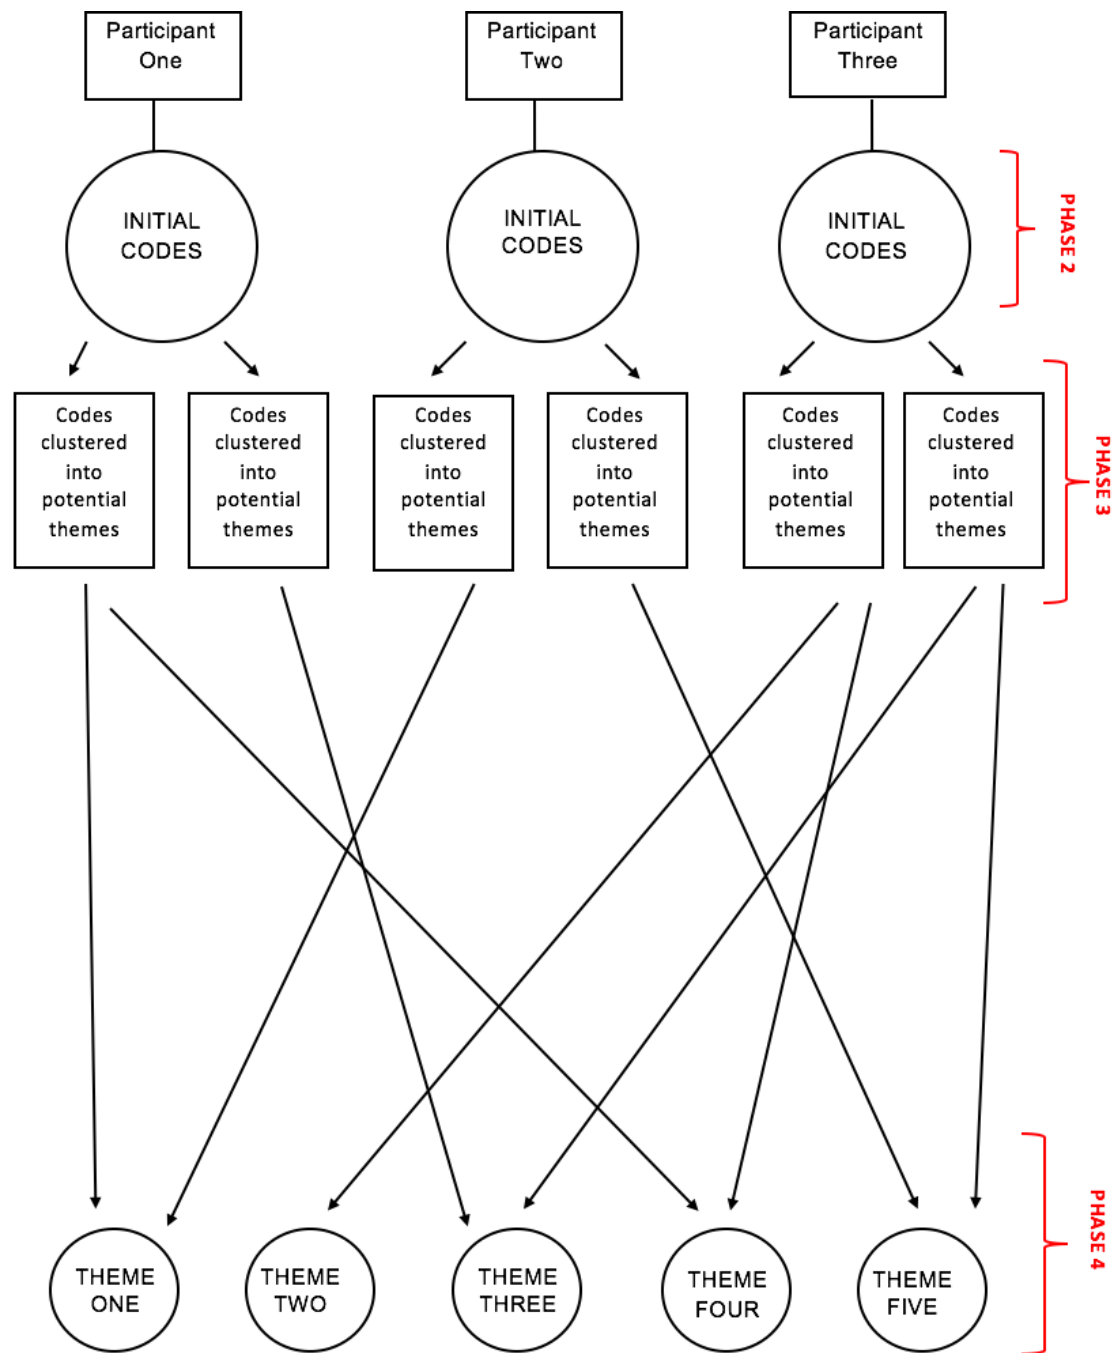 Participant
One
Participant
Two
Participant
Three
INITIAL
CODES
INITIAL
CODES
INITIAL
CODES
PHASE 2
Codes
clustered
into
potential
themes
Codes
clustered
into
potential
themes
Codes
clustered
into
potential
themes
Codes
clustered
into
potential
themes
Codes
clustered
into
potential
themes
Codes
clustered
into
potential
themes
PHASE 3
THEME
ONE
THEME
TWO
THEME
THREE
THEME
FOUR
THEME
FIVE
PHASE 4